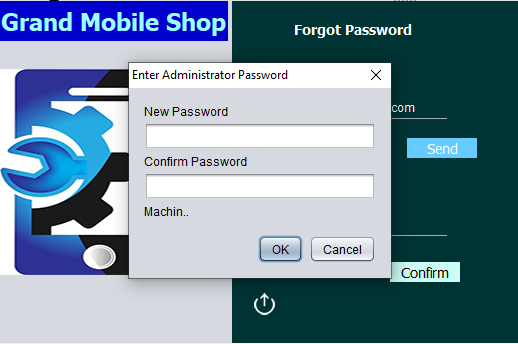 Grand Mobile Shop
Forgot Password
Enter Administrator Password
New Password
com
Send
Confirm Password
Machin..
OK
Cancel
Confirm